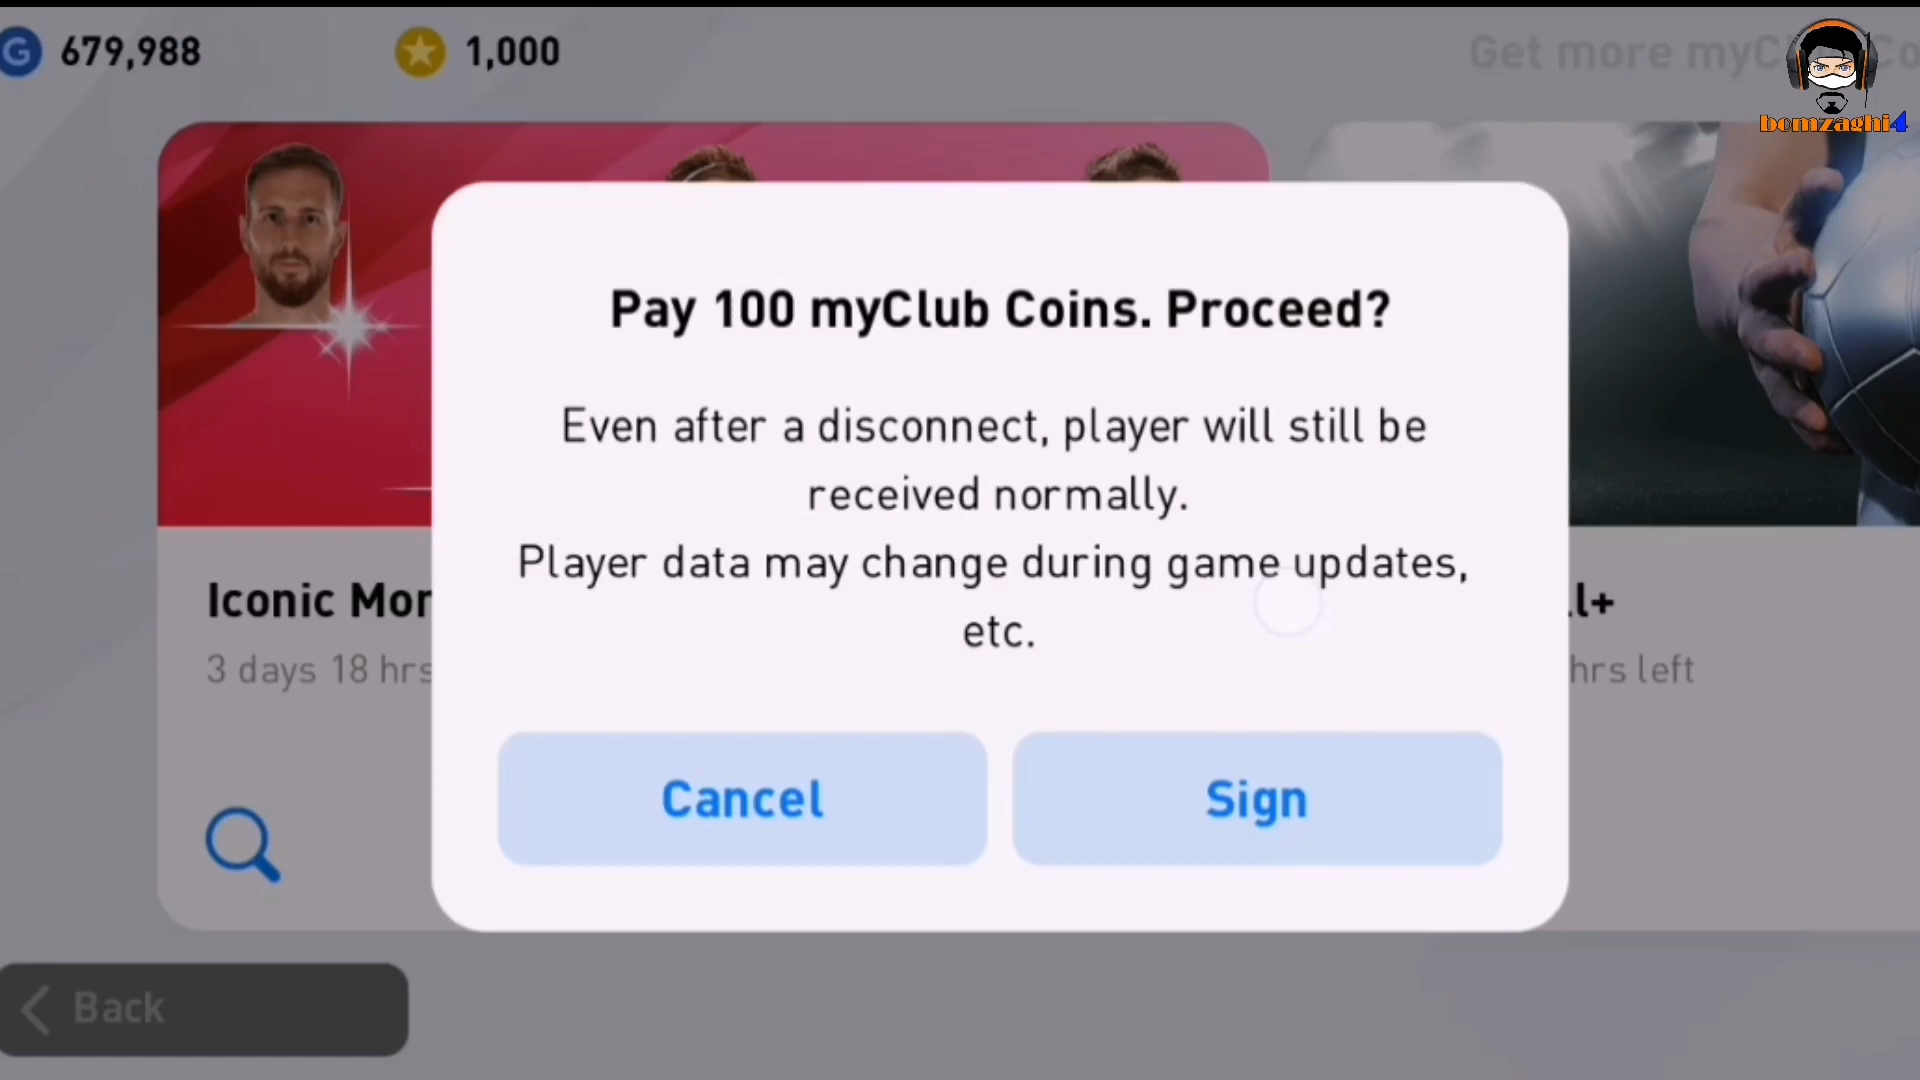 G 679,988
1,000
Get more myC
Co
bomzaghi4
Pay 100 myClub Coins. Proceed?
Even after a disconnect, player will still be
received normally.
Player data may change during game updates,
etc.
Iconic Mor
3 days 18 hrs
l+
hrs left
Cancel
Sign
Back